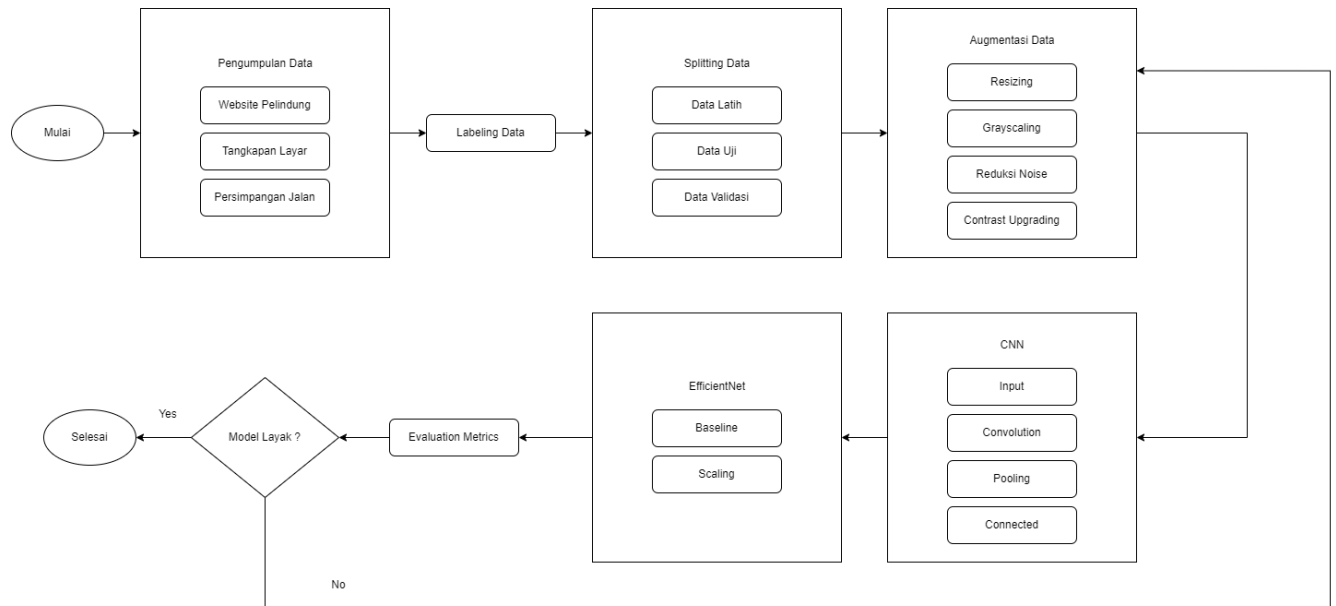 Mulai
Pengumpulan Data
Website Pelindung
Tangkapan Layar
Persimpangan Jalan
Labeling Data
Splitting Data
Data Latih
Data Uji
Data Validasi
Augmentasi Data
Resizing
Grayscaling
Reduksi Noise
Contrast Upgrading
CNN
Input
Convolution
Pooling
Connected
EfficientNet
Baseline
Scaling
Evaluation Metrics
Model Layak ?
Yes
Selesai
No